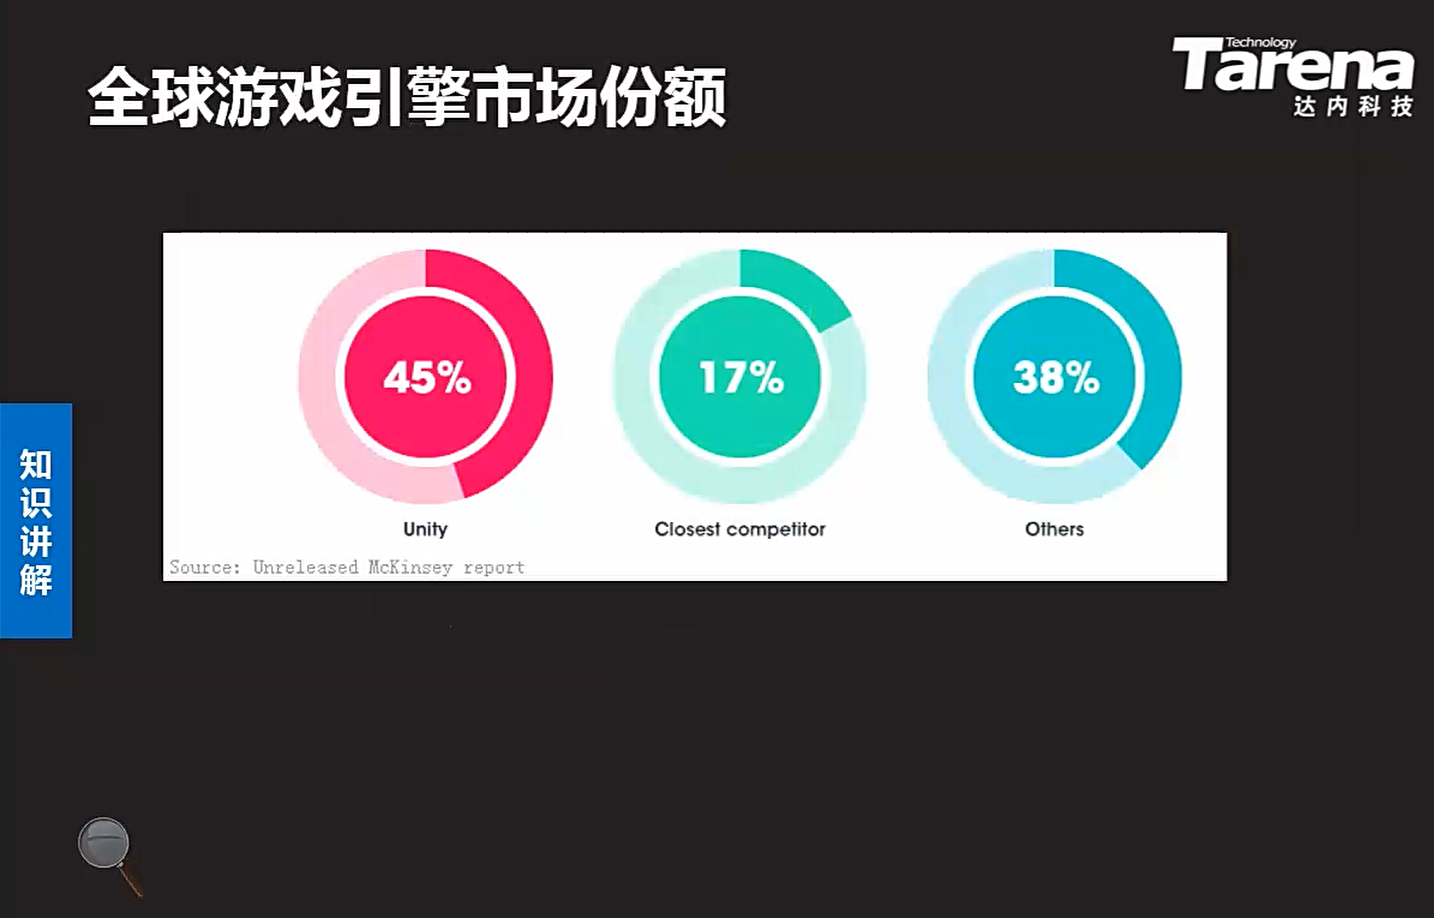 全球游戏引擎市场份额
Technology
Tarena
达内科技
知识讲解
45%
17%
38%
Unity
Closest competitor
Others
Source: Unreleased McKinsey report